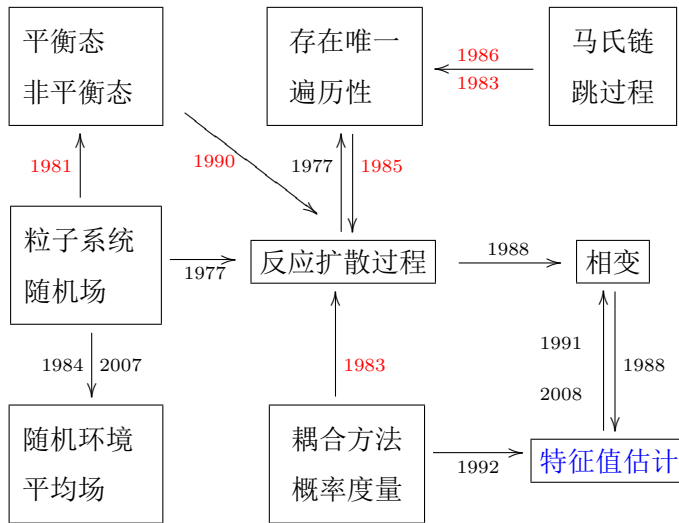 平衡态
非平衡态
存在唯一
遍历性
马氏链
跳过程
1986
1983
1981
1990
1977
1985
粒子系统
随机场
1977
反应扩散过程
1988
相变
1984
2007
1983
1991
2008
1988
随机环境
平均场
耦合方法
概率度量
1992
特征值估计